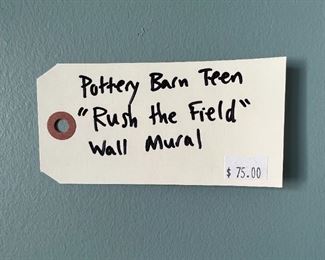 Pottery Barn Teen
"Rush the Field"
Wall Mural
$ 75.00